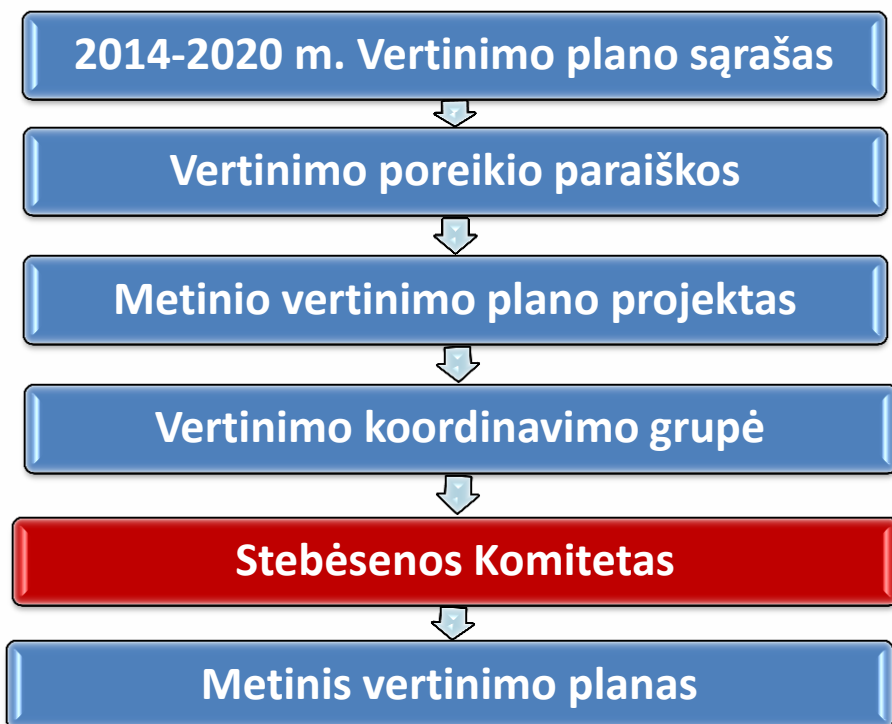 2014-2020 m. Vertinimo plano sąrašas
Vertinimo poreikio paraiškos
Metinio vertinimo plano projektas
Vertinimo koordinavimo grupė
Stebėsenos Komitetas
Metinis vertinimo planas